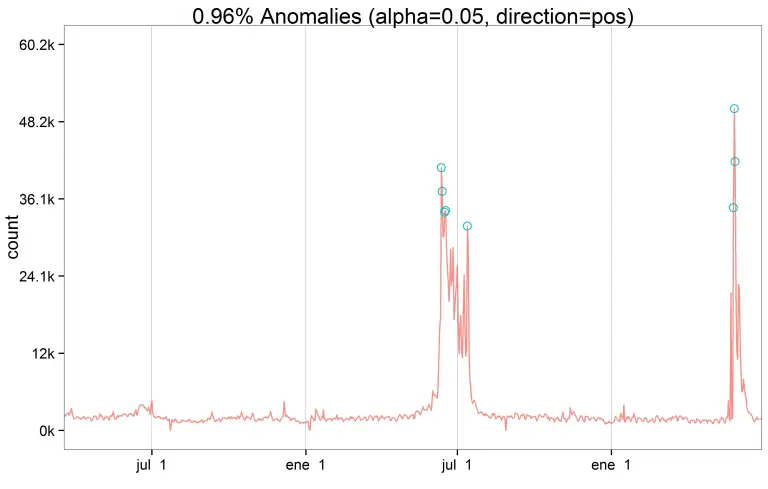 0.96% Anomalies (alpha=0.05, direction=pos)
60.2k
48.2k
36.1k
24.1k
12k
0k
count
jul 1
ene 1
jul 1
ene 1